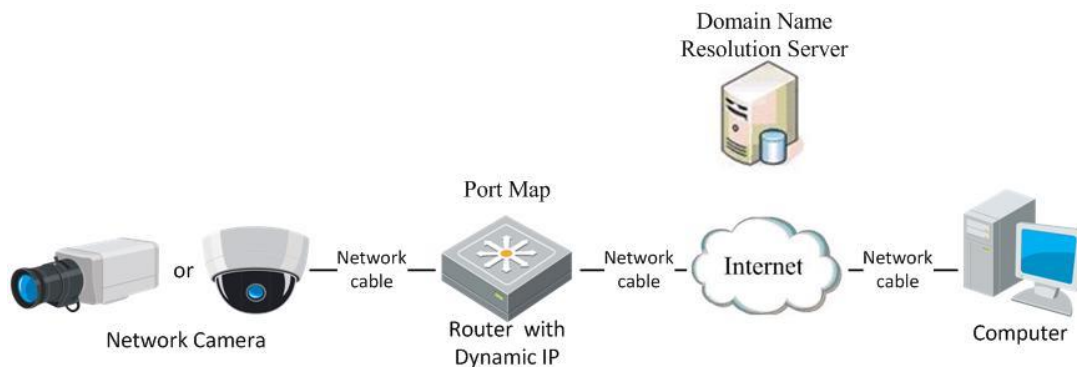 Domain Name
Resolution Server
Port Map
or
Network
cable
Network
cable
Internet
Network
cable
Network Camera
Router with
Dynamic IP
Computer